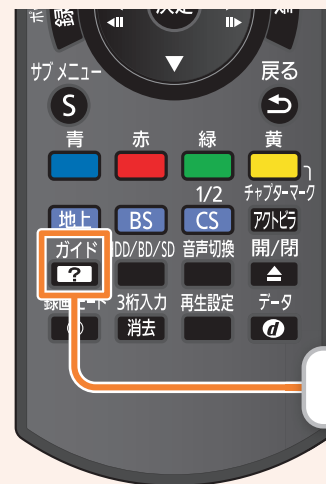 サブ メニュー 戻る
S
青 赤 緑 黄
1/2 チャプターマーク
地上 BS CS アクトビラ
ガイド HDD/BD/SD 音声切換 開/閉
?
録画モード 3桁入力 再生設定 データ
消去 d